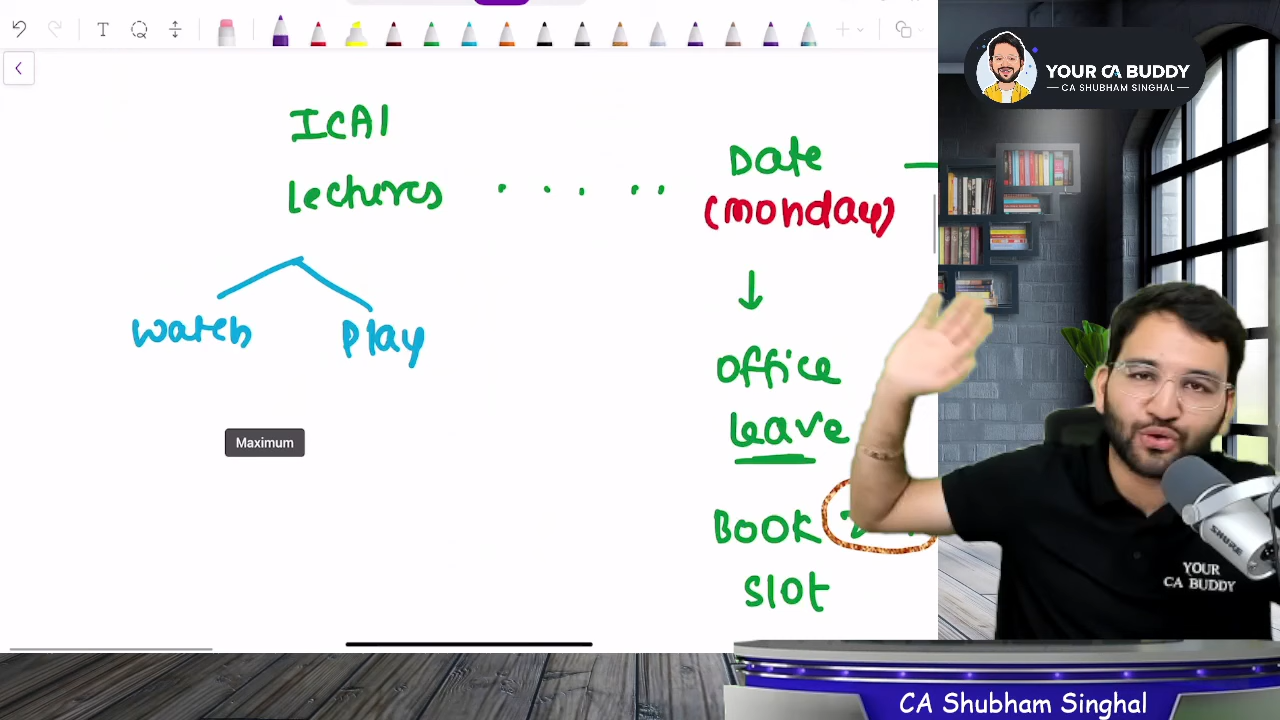 T
YOUR CA BUDDY
— CA SHUBHAM SINGHAL —
ICAI
Lectures . . . . .
Date
(monday)
watch
Play
↓
office
leave
Maximum
BOOK
slot
SHURE
YOUR
CA BUDDY
CA Shubham Singhal